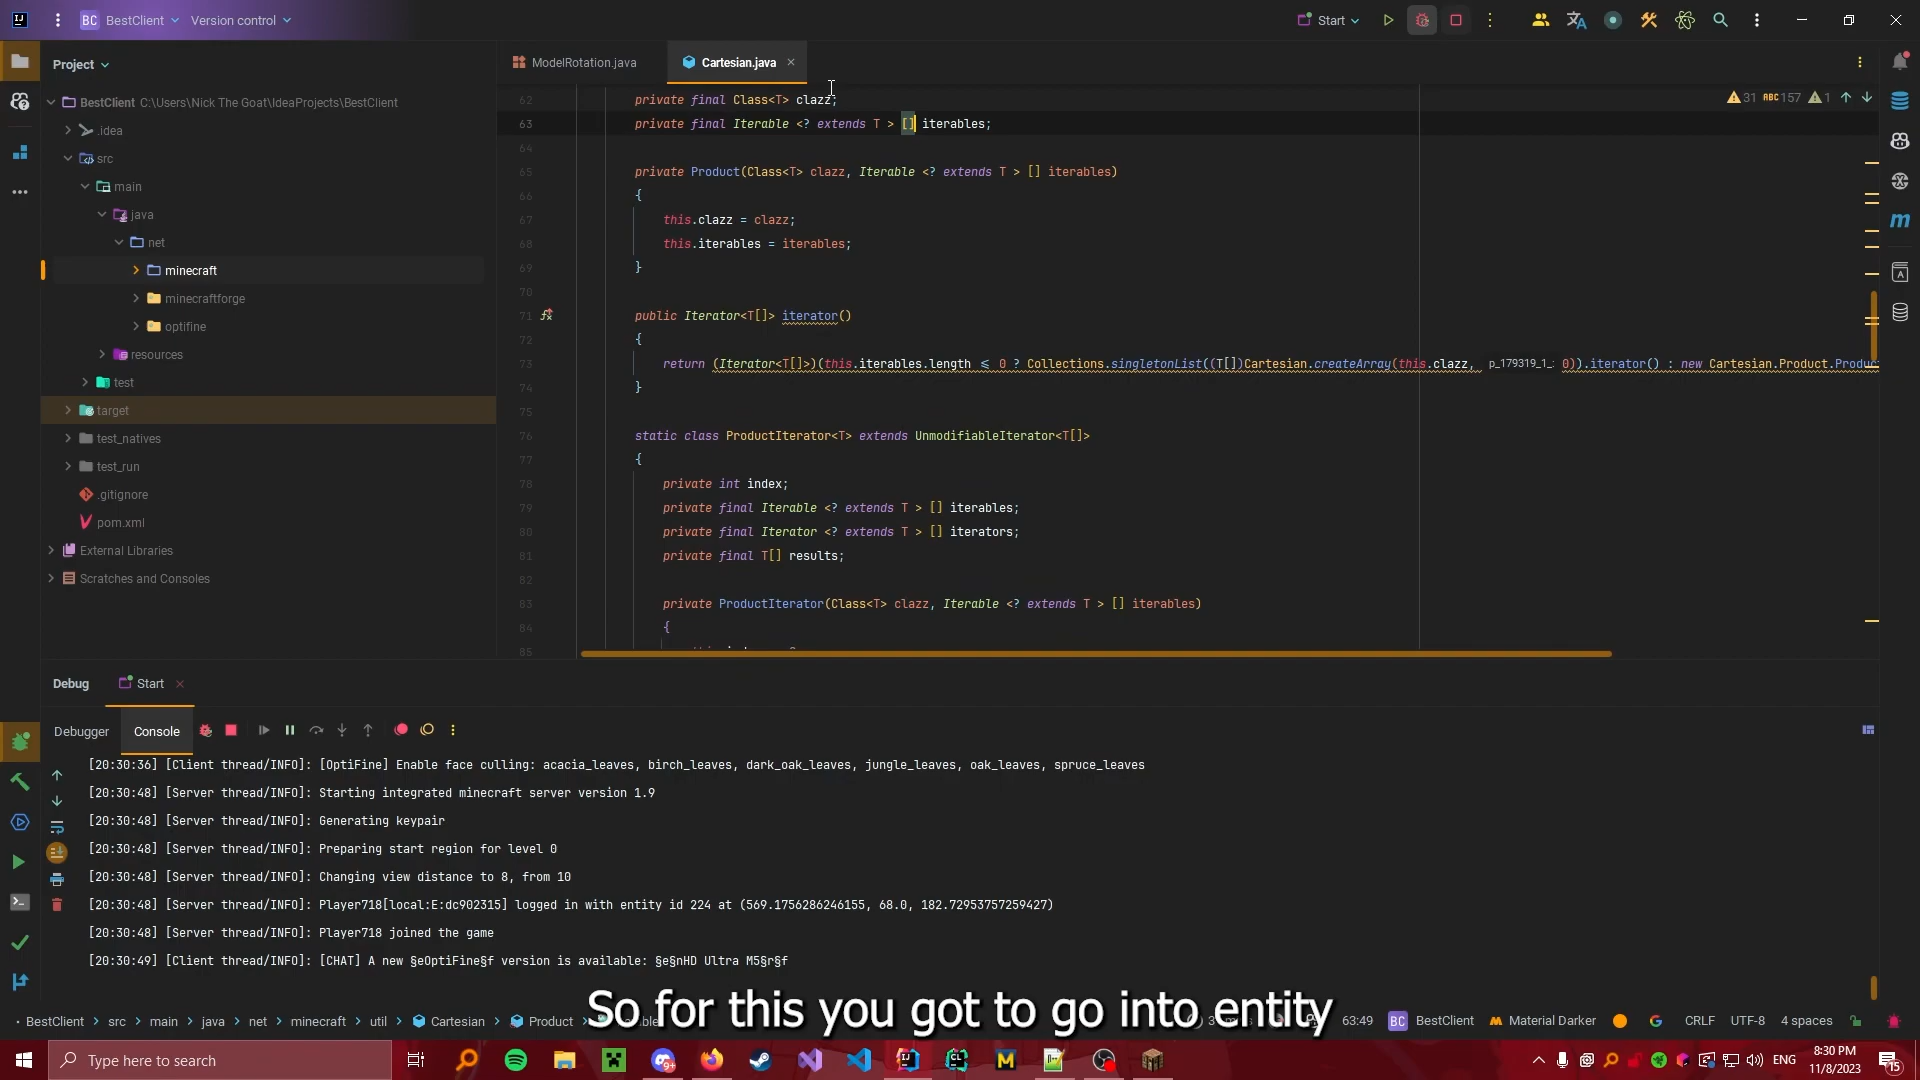 BC BestClient Version control
Start
Project
ModelRotation.java
Cartesian.java
BestClient C:\Users\Nick The Goat\IdeaProjects\BestClient
.idea
src
main
java
net
minecraft
minecraftforge
optifine
resources
test
target
test_natives
test_run
.gitignore
pom.xml
External Libraries
Scratches and Consoles
31 157 1
62 private final Class<T> clazz;
63 private final Iterable <? extends T > [] iterables;
64
65 private Product(Class<T> clazz, Iterable <? extends T > [] iterables)
66 {
67 this.clazz = clazz;
68 this.iterables = iterables;
69 }
70
71 public Iterator<T[]> iterator()
72 {
73 return (Iterator<T[]>)(this.iterables.length <= 0 ? Collections.singletonList((T[])Cartesian.createArray(this.clazz, p_179319_1_: 0)).iterator() : new Cartesian.Product.Produ
74 }
75
76 static class ProductIterator<T> extends UnmodifiableIterator<T[]>
77 {
78 private int index;
79 private final Iterable <? extends T > [] iterables;
80 private final Iterator <? extends T > [] iterators;
81 private final T[] results;
82
83 private ProductIterator(Class<T> clazz, Iterable <? extends T > [] iterables)
84 {
85
Debug Start
Debugger Console
[20:30:36] [Client thread/INFO]: [OptiFine] Enable face culling: acacia_leaves, birch_leaves, dark_oak_leaves, jungle_leaves, oak_leaves, spruce_leaves
[20:30:48] [Server thread/INFO]: Starting integrated minecraft server version 1.9
[20:30:48] [Server thread/INFO]: Generating keypair
[20:30:48] [Server thread/INFO]: Preparing start region for level 0
[20:30:48] [Server thread/INFO]: Changing view distance to 8, from 10
[20:30:48] [Server thread/INFO]: Player718[local:E:dc902315] logged in with entity id 224 at (569.1756286246155, 68.0, 182.72953757259427)
[20:30:48] [Server thread/INFO]: Player718 joined the game
[20:30:49] [Client thread/INFO]: [CHAT] A new §eOptiFine§f version is available: §e§nHD Ultra M5§r§f
So for this you got to go into entity
BestClient > src > main > java > net > minecraft > util > Cartesian > Product
63:49 BC BestClient Material Darker CRLF UTF-8 4 spaces
Type here to search
ENG
8:30 PM
11/8/2023
15